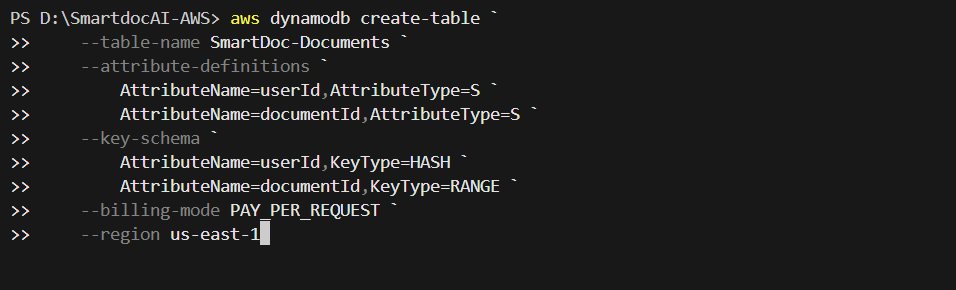 PS D:\SmartdocAI-AWS> aws dynamodb create-table `
>>     --table-name SmartDoc-Documents `
>>     --attribute-definitions `
>>         AttributeName=userId,AttributeType=S `
>>         AttributeName=documentId,AttributeType=S `
>>     --key-schema `
>>         AttributeName=userId,KeyType=HASH `
>>         AttributeName=documentId,KeyType=RANGE `
>>     --billing-mode PAY_PER_REQUEST `
>>     --region us-east-1